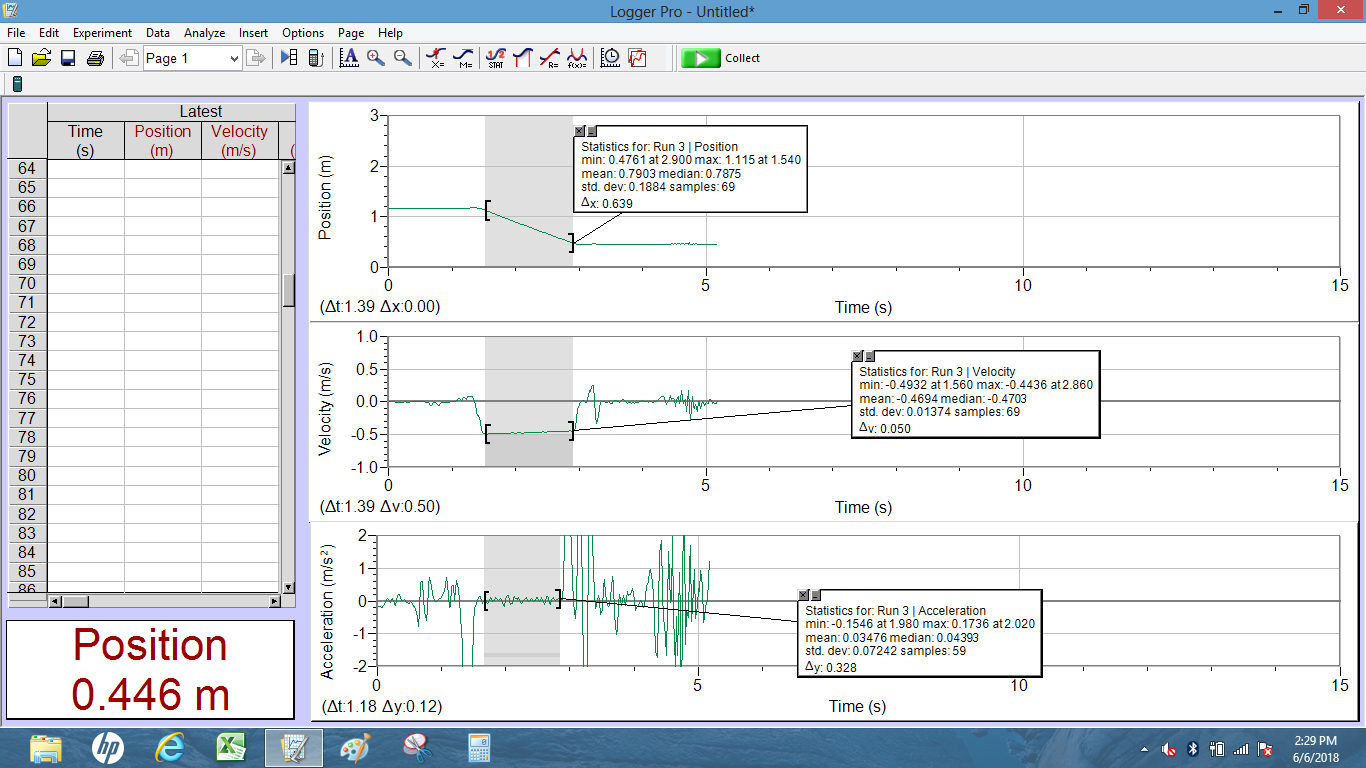 Logger Pro - Untitled*
File Edit Experiment Data Analyze Insert Options Page Help
Page 1
X=
M=
1/2
STAT
R=
f(x)=
Collect
Latest
Time
(s)
Position
(m)
Velocity
(m/s)
(
64
65
66
67
68
69
70
71
72
73
74
75
76
77
78
79
80
81
82
83
84
85
86
Position
0.446 m
Position (m)
3
2
1
0
0 5 10 15
Time (s)
(Δt:1.39 Δx:0.00)
Statistics for: Run 3 | Position
min: 0.4761 at 2.900 max: 1.115 at 1.540
mean: 0.7903 median: 0.7875
std. dev: 0.1884 samples: 69
Δx: 0.639
Velocity (m/s)
1.0
0.5
0.0
-0.5
-1.0
0 5 10 15
Time (s)
(Δt:1.39 Δv:0.50)
Statistics for: Run 3 | Velocity
min: -0.4932 at 1.560 max: -0.4436 at 2.860
mean: -0.4694 median: -0.4703
std. dev: 0.01374 samples: 69
Δv: 0.050
Acceleration (m/s²)
2
1
0
-1
-2
0 5 10 15
Time (s)
(Δt:1.18 Δy:0.12)
Statistics for: Run 3 | Acceleration
min: -0.1546 at 1.980 max: 0.1736 at 2.020
mean: 0.03476 median: 0.04393
std. dev: 0.07242 samples: 59
Δy: 0.328
hp
2:29 PM
6/6/2018